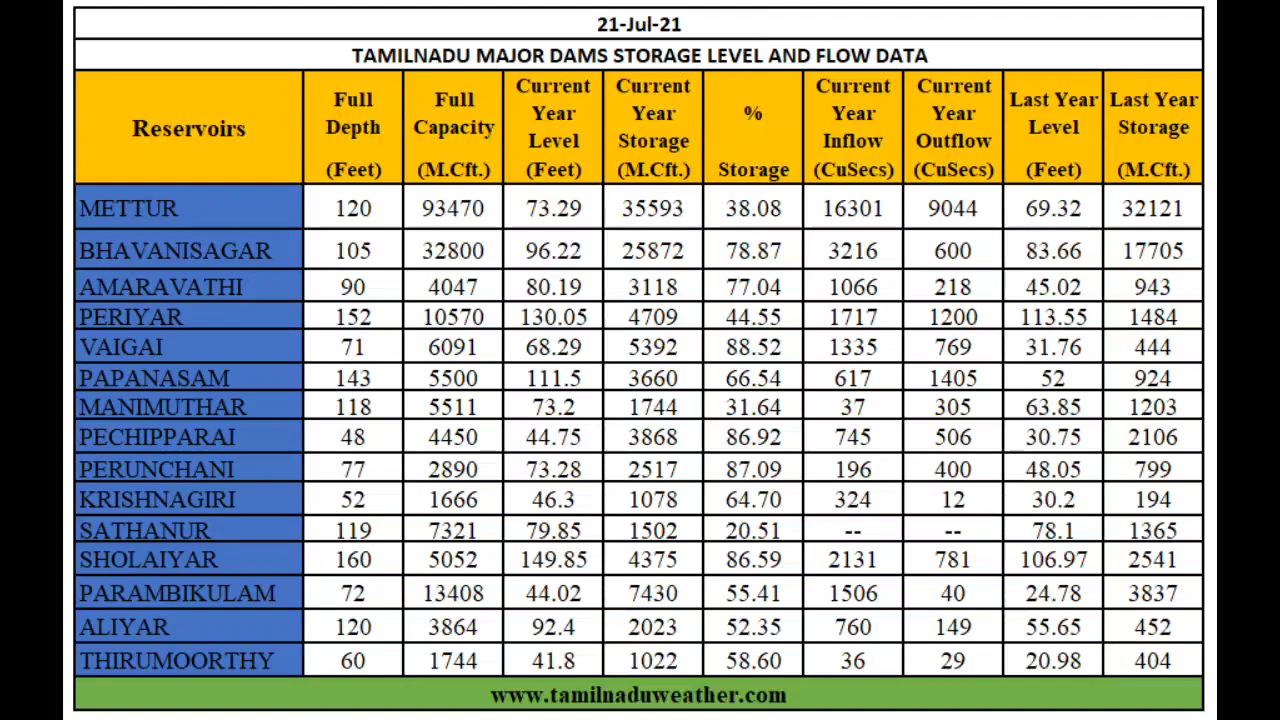 21-Jul-21
TAMILNADU MAJOR DAMS STORAGE LEVEL AND FLOW DATA
Reservoirs Full Depth (Feet) Full Capacity (M.Cft.) Current Year Level (Feet) Current Year Storage (M.Cft.) % Storage Current Year Inflow (CuSecs) Current Year Outflow (CuSecs) Last Year Level (Feet) Last Year Storage (M.Cft.)
METTUR 120 93470 73.29 35593 38.08 16301 9044 69.32 32121
BHAVANISAGAR 105 32800 96.22 25872 78.87 3216 600 83.66 17705
AMARAVATHI 90 4047 80.19 3118 77.04 1066 218 45.02 943
PERIYAR 152 10570 130.05 4709 44.55 1717 1200 113.55 1484
VAIGAI 71 6091 68.29 5392 88.52 1335 769 31.76 444
PAPANASAM 143 5500 111.5 3660 66.54 617 1405 52 924
MANIMUTHAR 118 5511 73.2 1744 31.64 37 305 63.85 1203
PECHIPPARAI 48 4450 44.75 3868 86.92 745 506 30.75 2106
PERUNCHANI 77 2890 73.28 2517 87.09 196 400 48.05 799
KRISHNAGIRI 52 1666 46.3 1078 64.70 324 12 30.2 194
SATHANUR 119 7321 79.85 1502 20.51 -- -- 78.1 1365
SHOLAIYAR 160 5052 149.85 4375 86.59 2131 781 106.97 2541
PARAMBIKULAM 72 13408 44.02 7430 55.41 1506 40 24.78 3837
ALIYAR 120 3864 92.4 2023 52.35 760 149 55.65 452
THIRUMOORTHY 60 1744 41.8 1022 58.60 36 29 20.98 404
www.tamilnaduweather.com